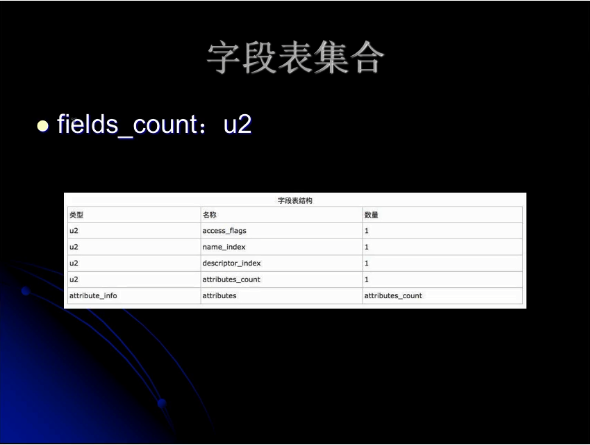 字段表集合
fields_count：u2
字段表结构
类型 名称 数量
u2 access_flags 1
u2 name_index 1
u2 descriptor_index 1
u2 attributes_count 1
attribute_info attributes attributes_count